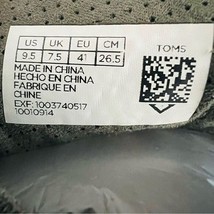 US UK EU CM TOMS
9.5 7.5 41 26.5
MADE IN CHINA
HECHO EN CHINA
FABRIQUE EN
CHINE
EXF: 1003740517
10010914